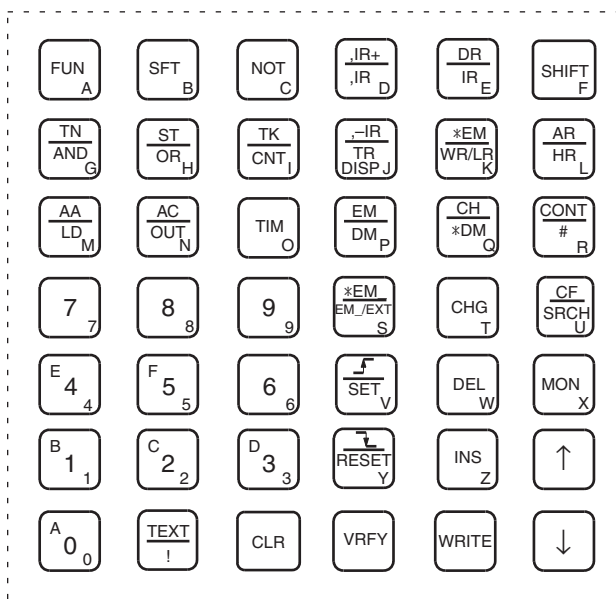 FUN A SFT B NOT C ,IR+ ,IR D DR IR E SHIFT F
TN AND G ST OR H TK CNT I ,–IR TR DISP J *EM WR/LR K AR HR L
AA LD M AC OUT N TIM O EM DM P CH *DM Q CONT # R
7 7 8 8 9 9 *EM EM_/EXT S CHG T CF SRCH U
E 4 4 F 5 5 6 6 SET V DEL W MON X
B 1 1 C 2 2 D 3 3 RESET Y INS Z ↑
A 0 0 TEXT ! CLR VRFY WRITE ↓